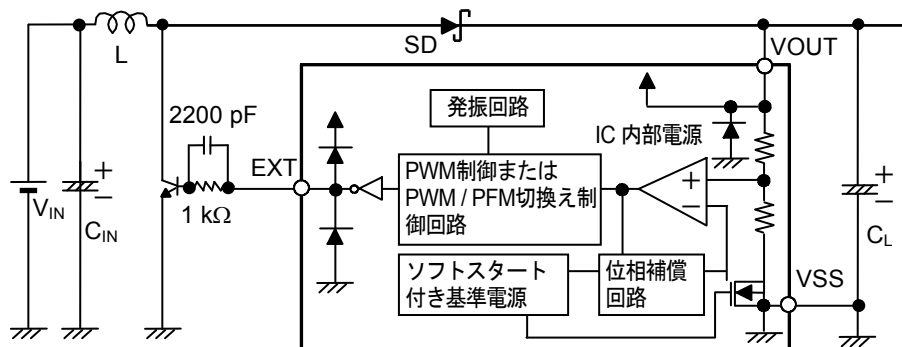 L
SD
VOUT
2200 pF
発振回路
IC 内部電源
EXT
PWM制御または
PWM / PFM切換え制
御回路
+
−
1 kΩ
+
−
VIN
CIN
+
−
CL
ソフトスタート
付き基準電源
位相補償
回路
VSS